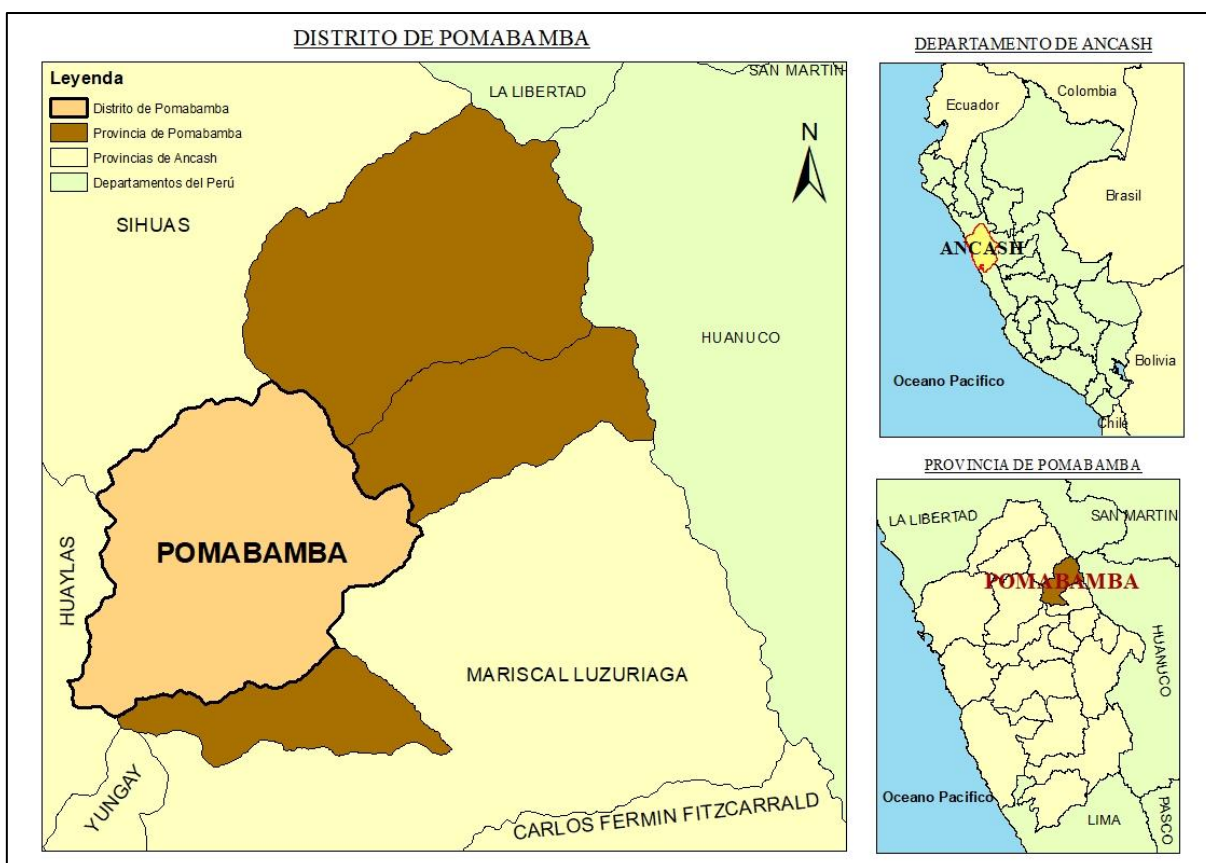 DISTRITO DE POMABAMBA
Leyenda
Distrito de Pomabamba
Provincia de Pomabamba
Provincias de Ancash
Departamentos del Perú
SAN MARTIN
LA LIBERTAD
N
SIHUAS
HUANUCO
POMABAMBA
HUAYLAS
MARISCAL LUZURIAGA
YUNGAY
CARLOS FERMIN FITZCARRALD
DEPARTAMENTO DE ANCASH
Ecuador
Colombia
Brasil
ANCASH
Bolivia
Oceano Pacifico
Chile
PROVINCIA DE POMABAMBA
LA LIBERTAD
SAN MARTIN
POMABAMBA
HUANUCO
Oceano Pacifico
LIMA
PASCO